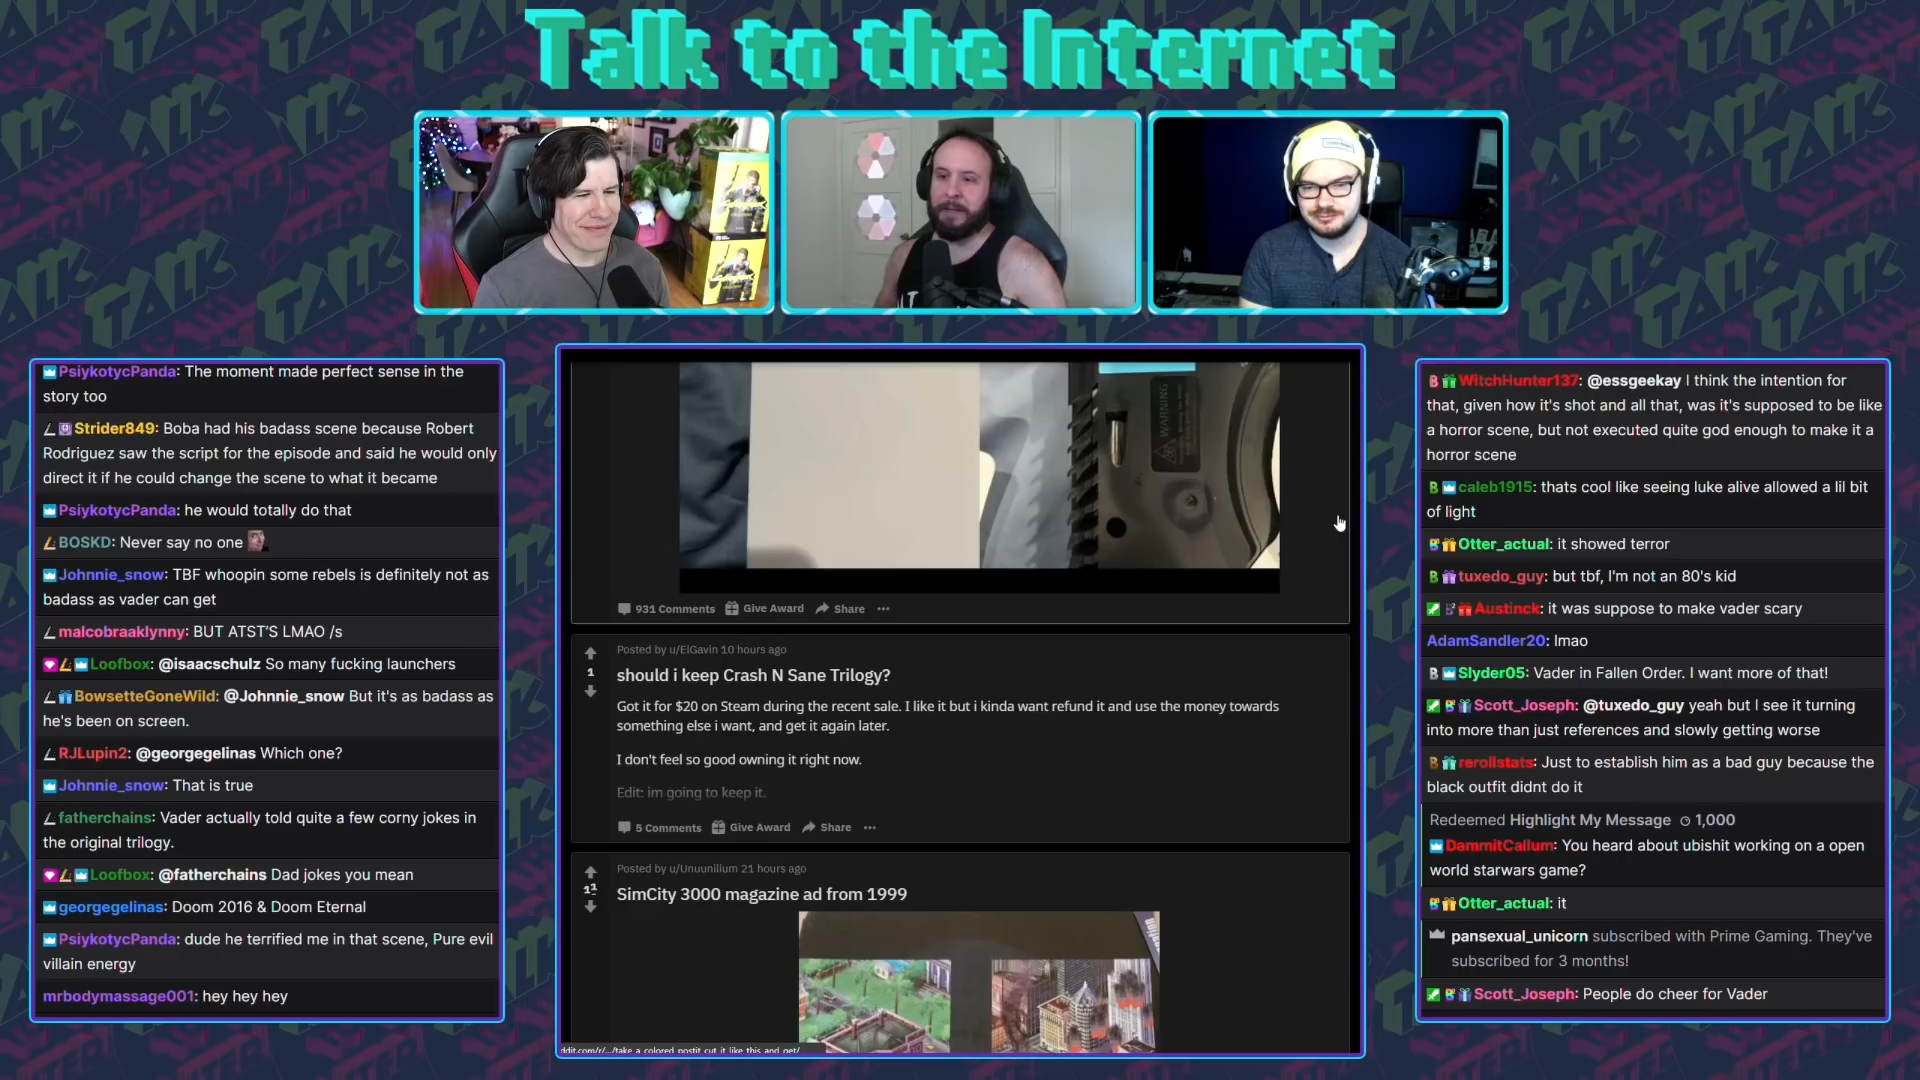 Talk to the Internet
PsiykotycPanda: The moment made perfect sense in the
story too
Strider849: Boba had his badass scene because Robert
Rodriguez saw the script for the episode and said he would only
direct it if he could change the scene to what it became
PsiykotycPanda: he would totally do that
BOSKD: Never say no one
Johnnie_snow: TBF whoopin some rebels is definitely not as
badass as vader can get
malcobraaklynny: BUT ATST'S LMAO /s
Loofbox: @isaacschulz So many fucking launchers
BowsetteGoneWild: @Johnnie_snow But it's as badass as
he's been on screen.
RJLupin2: @georgegelinas Which one?
Johnnie_snow: That is true
fatherchains: Vader actually told quite a few corny jokes in
the original trilogy.
Loofbox: @fatherchains Dad jokes you mean
georgegelinas: Doom 2016 & Doom Eternal
PsiykotycPanda: dude he terrified me in that scene, Pure evil
villain energy
mrbodymassage001: hey hey hey
WARNING
931 Comments Give Award Share
Posted by u/ElGavin 10 hours ago
1
should i keep Crash N Sane Trilogy?
Got it for $20 on Steam during the recent sale. I like it but i kinda want refund it and use the money towards
something else i want, and get it again later.
I don't feel so good owning it right now.
Edit: im going to keep it.
5 Comments Give Award Share
Posted by u/Unuunilium 21 hours ago
11
SimCity 3000 magazine ad from 1999
ddit.com/r/.../take_a_colored_postit_cut_it_like_this_and_get/
WitchHunter137: @essgeekay I think the intention for
that, given how it's shot and all that, was it's supposed to be like
a horror scene, but not executed quite god enough to make it a
horror scene
caleb1915: thats cool like seeing luke alive allowed a lil bit
of light
Otter_actual: it showed terror
tuxedo_guy: but tbf, I'm not an 80's kid
Austinck: it was suppose to make vader scary
AdamSandler20: lmao
Slyder05: Vader in Fallen Order. I want more of that!
Scott_Joseph: @tuxedo_guy yeah but I see it turning
into more than just references and slowly getting worse
rerollstats: Just to establish him as a bad guy because the
black outfit didnt do it
Redeemed Highlight My Message 1,000
DammitCallum: You heard about ubishit working on a open
world starwars game?
Otter_actual: it
pansexual_unicorn subscribed with Prime Gaming. They've
subscribed for 3 months!
Scott_Joseph: People do cheer for Vader